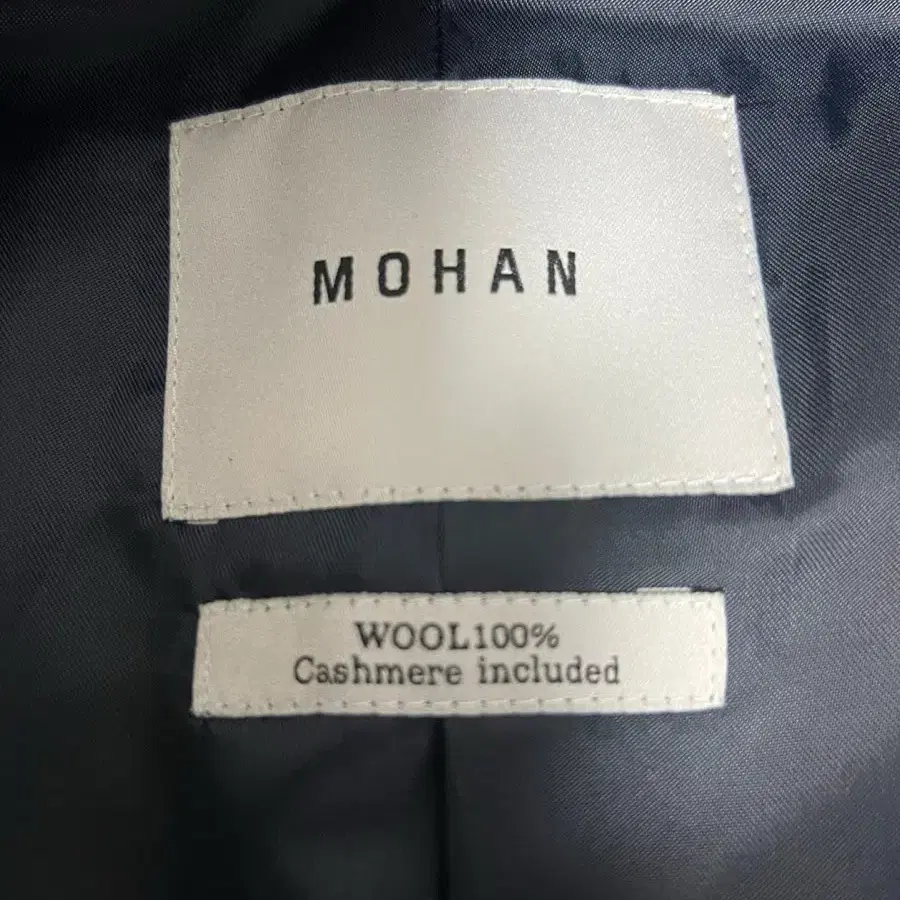 MOHAN
WOOL100%
Cashmere included